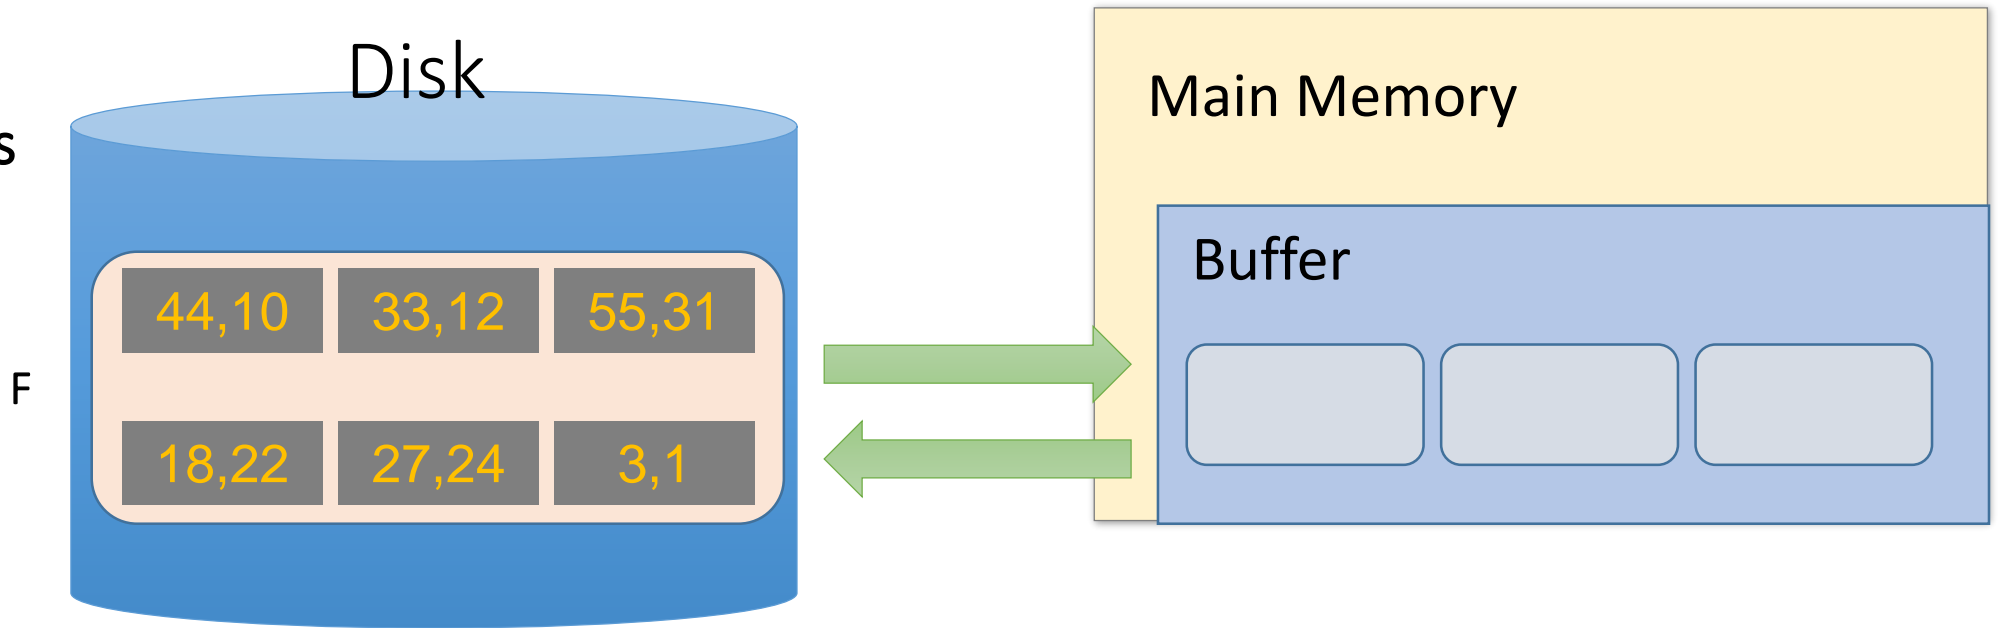 Disk
Main Memory
s
Buffer
44,10 33,12 55,31
F
18,22 27,24 3,1